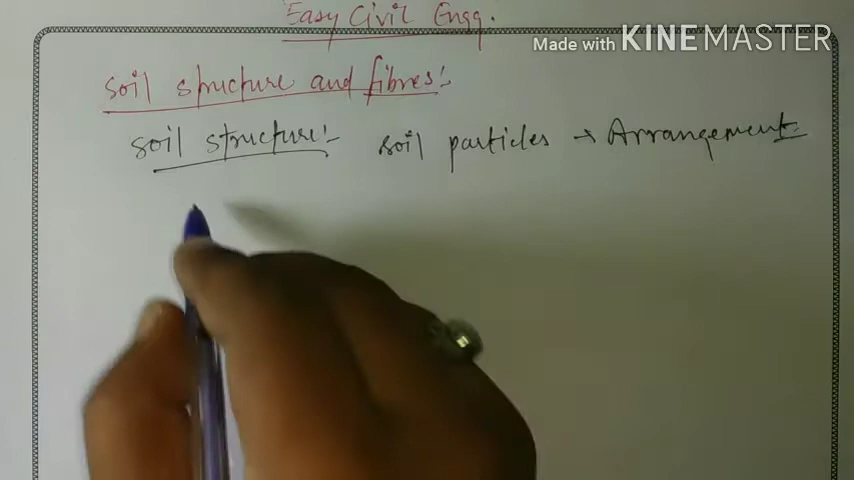 Easy Civil Engg.
Made with KINEMASTER
soil structure and fibres:-
soil structure:- soil particles → Arrangement.